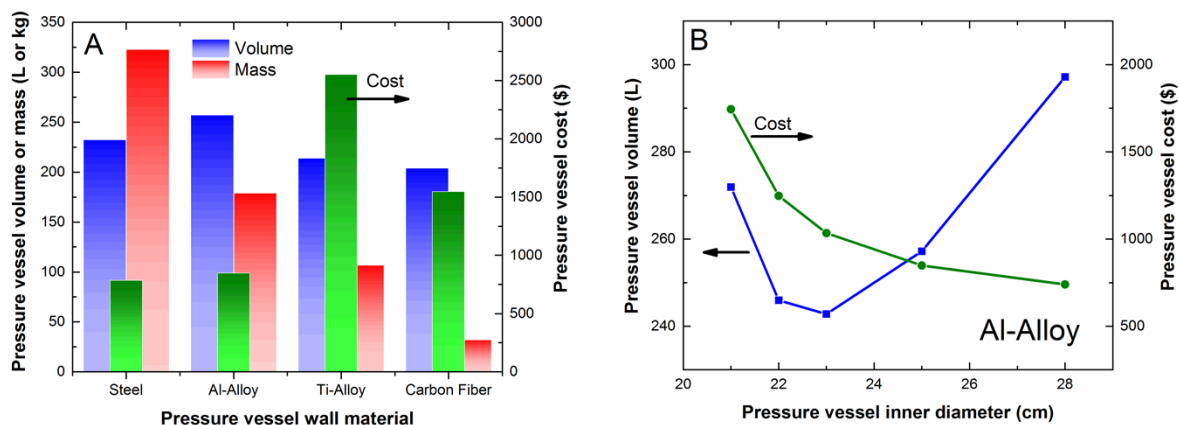 A
Volume
Mass
Cost
350
300
250
200
150
100
50
0
3000
2500
2000
1500
1000
500
0
Pressure vessel volume or mass (L or kg)
Pressure vessel cost ($)
Steel
Al-Alloy
Ti-Alloy
Carbon Fiber
Pressure vessel wall material
B
Cost
300
280
260
240
2000
1500
1000
500
Pressure vessel volume (L)
Pressure vessel cost ($)
Al-Alloy
20
22
24
26
28
Pressure vessel inner diameter (cm)